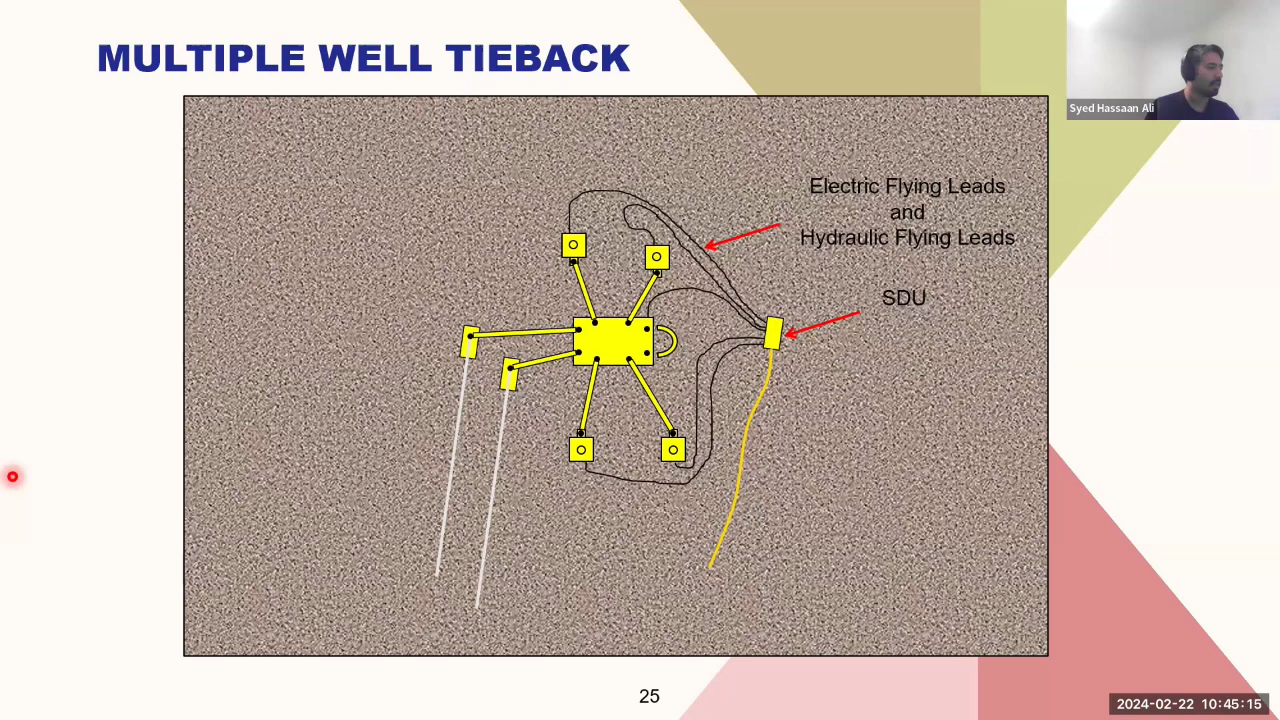 MULTIPLE WELL TIEBACK
Syed Hassaan Ali
Electric Flying Leads
and
Hydraulic Flying Leads
SDU
25
2024-02-22 10:45:15